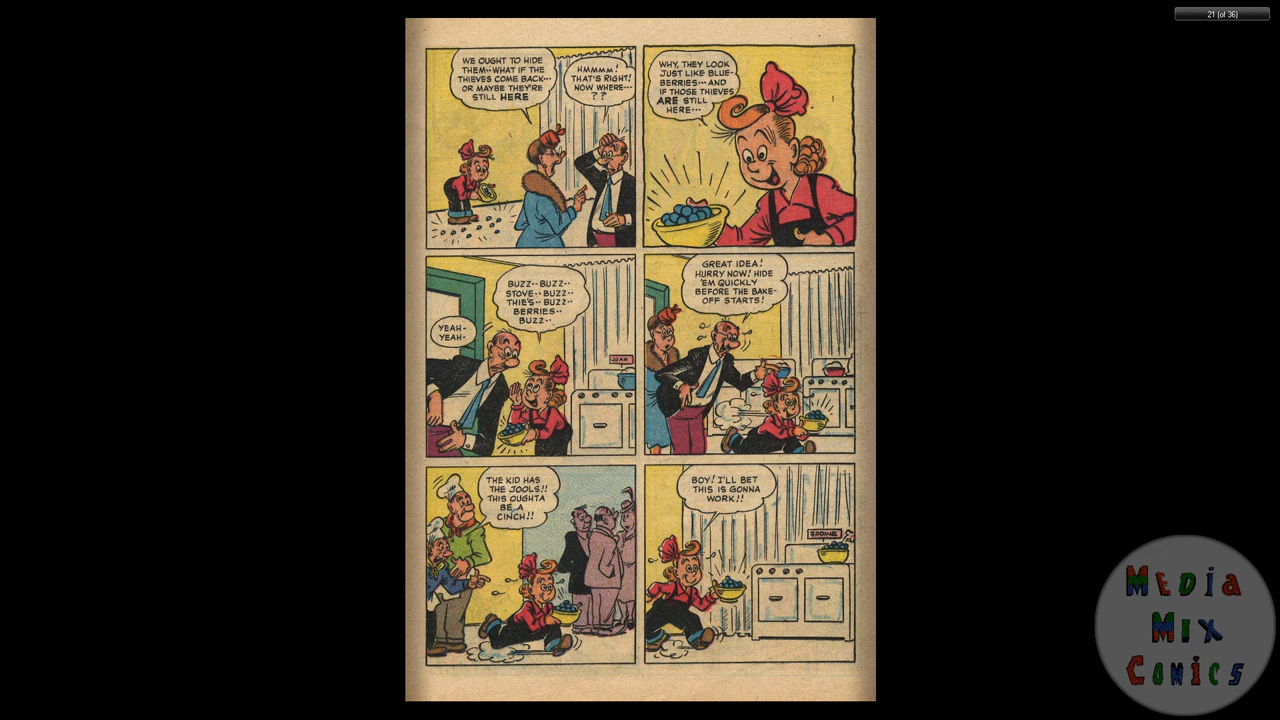 21 (of 36)
WE OUGHT TO HIDE
THEM--WHAT IF THE
THIEVES COME BACK---
OR MAYBE THEY'RE
STILL HERE
HMMMM!
THAT'S RIGHT!
NOW WHERE---
??
WHY, THEY LOOK
JUST LIKE BLUE-
BERRIES---AND
IF THOSE THIEVES
ARE STILL
HERE---
YEAH-
YEAH-
BUZZ--BUZZ--
STOVE--BUZZ--
THIE'S--BUZZ--
BERRIES--
BUZZ--
JOAN
GREAT IDEA!
HURRY NOW! HIDE
'EM QUICKLY
BEFORE THE BAKE-
OFF STARTS!
THE KID HAS
THE JOOLS!!
THIS OUGHTA
BE A
CINCH!!
BOY! I'LL BET
THIS IS GONNA
WORK!!
ZODINE
MEDIA
MIX
COMICS